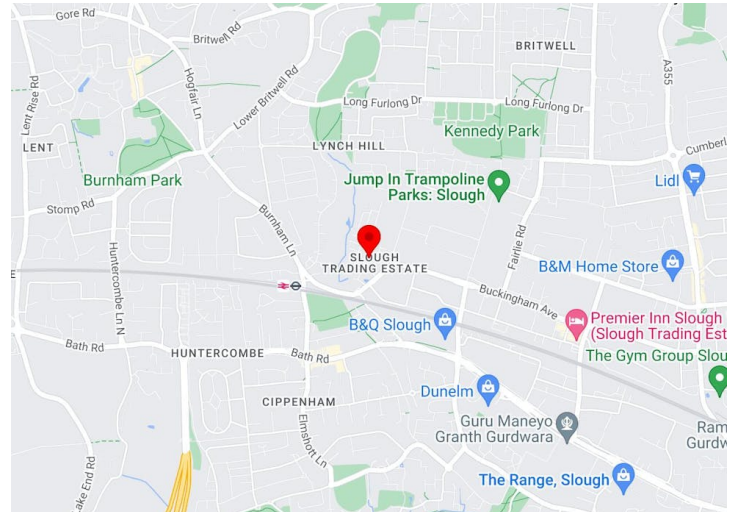 Gore Rd
Britwell
BRITWELL
A355
Hogfair Ln
Lower Britwell Rd
Lent Rise Rd
Long Furlong Dr
Long Furlong Dr
Kennedy Park
LENT
LYNCH HILL
Cumberl
Burnham Park
Jump In Trampoline
Parks: Slough
Lidl
Stomp Rd
Burnham Ln
Huntercombe Ln N
Fairlie Rd
SLOUGH
TRADING ESTATE
B&M Home Store
E
Buckingham Ave
B&Q Slough
Premier Inn Slough
(Slough Trading Est
Bath Rd
HUNTERCOMBE
Bath Rd
The Gym Group Slou
Dunelm
CIPPENHAM
Elmshott Ln
Guru Maneyo
Granth Gurdwara
Ram
Gurdw
ake End Rd
The Range, Slough